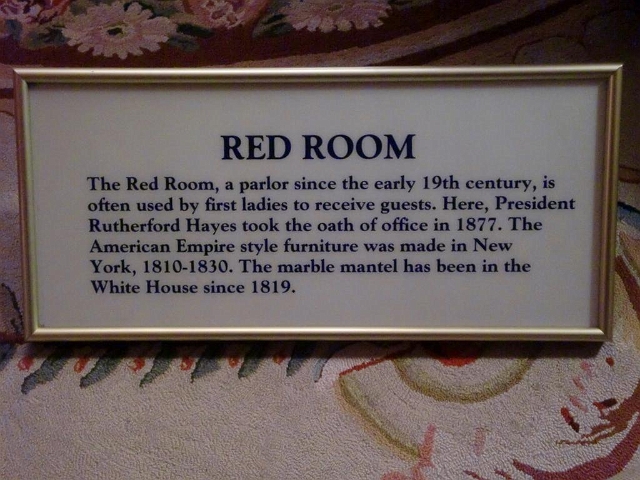 RED ROOM
The Red Room, a parlor since the early 19th century, is
often used by first ladies to receive guests. Here, President
Rutherford Hayes took the oath of office in 1877. The
American Empire style furniture was made in New
York, 1810-1830. The marble mantel has been in the
White House since 1819.